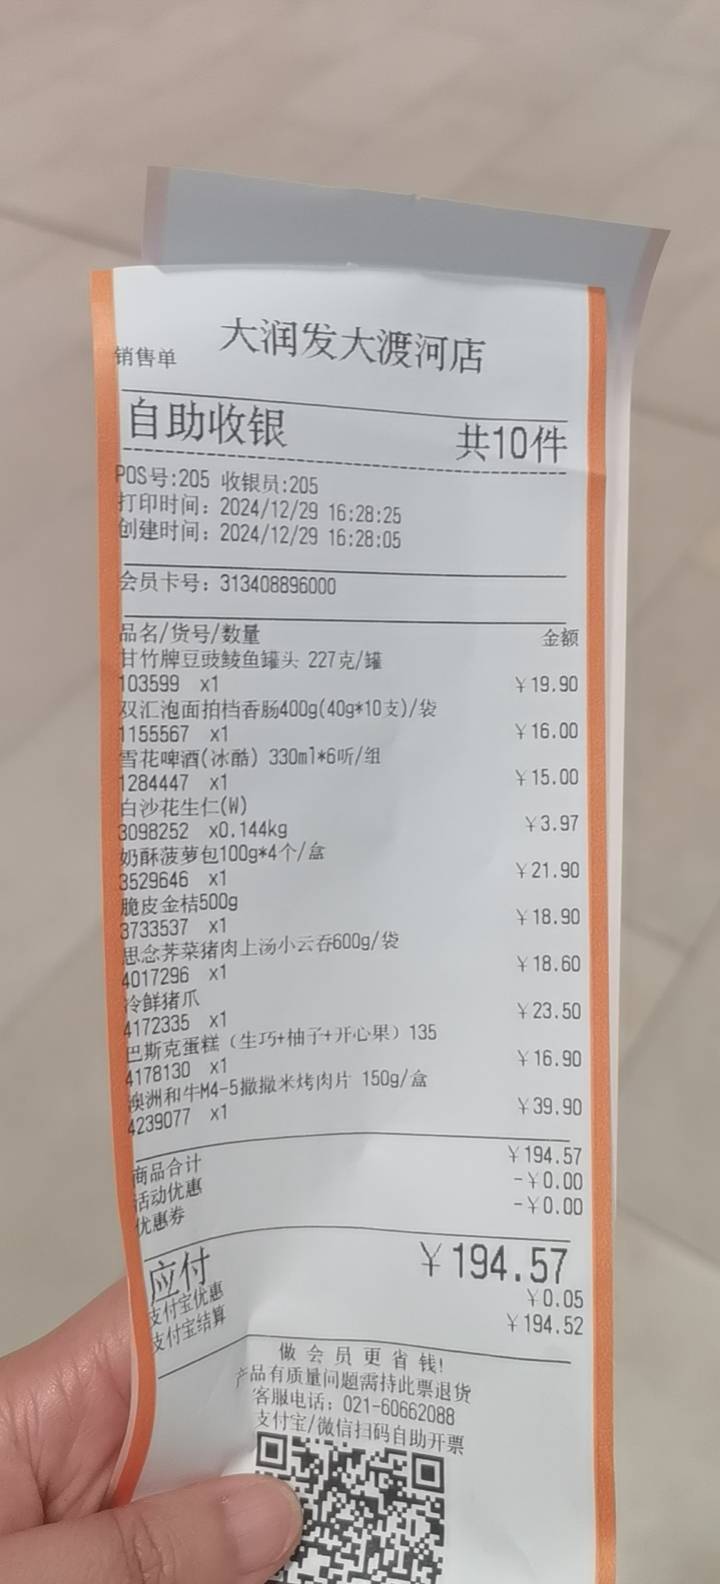 大润发大渡河店
销售单
自助收银 共10件
POS号:205 收银员:205
打印时间：2024/12/29 16:28:25
创建时间：2024/12/29 16:28:05
会员卡号：313408896000
品名/货号/数量 金额
甘竹牌豆豉鲮鱼罐头 227克/罐
103599 x1 ￥19.90
双汇泡面拍档香肠400g(40g*10支)/袋
1155567 x1 ￥16.00
雪花啤酒(冰酷) 330ml*6听/组
1284447 x1 ￥15.00
白沙花生仁(W)
3098252 x0.144kg ￥3.97
奶酥菠萝包100g*4个/盒
3529646 x1 ￥21.90
脆皮金桔500g
3733537 x1 ￥18.90
思念荠菜猪肉上汤小云吞600g/袋
4017296 x1 ￥18.60
冷鲜猪爪
4172335 x1 ￥23.50
巴斯克蛋糕（生巧+柚子+开心果）135
4178130 x1 ￥16.90
澳洲和牛M4-5撒撒米烤肉片 150g/盒
4239077 x1 ￥39.90
商品合计 ￥194.57
活动优惠 -￥0.00
优惠券 -￥0.00
应付 ￥194.57
支付宝优惠 ￥0.05
支付宝结算 ￥194.52
做会员更省钱!
产品有质量问题需持此票退货
客服电话：021-60662088
支付宝/微信扫码自助开票